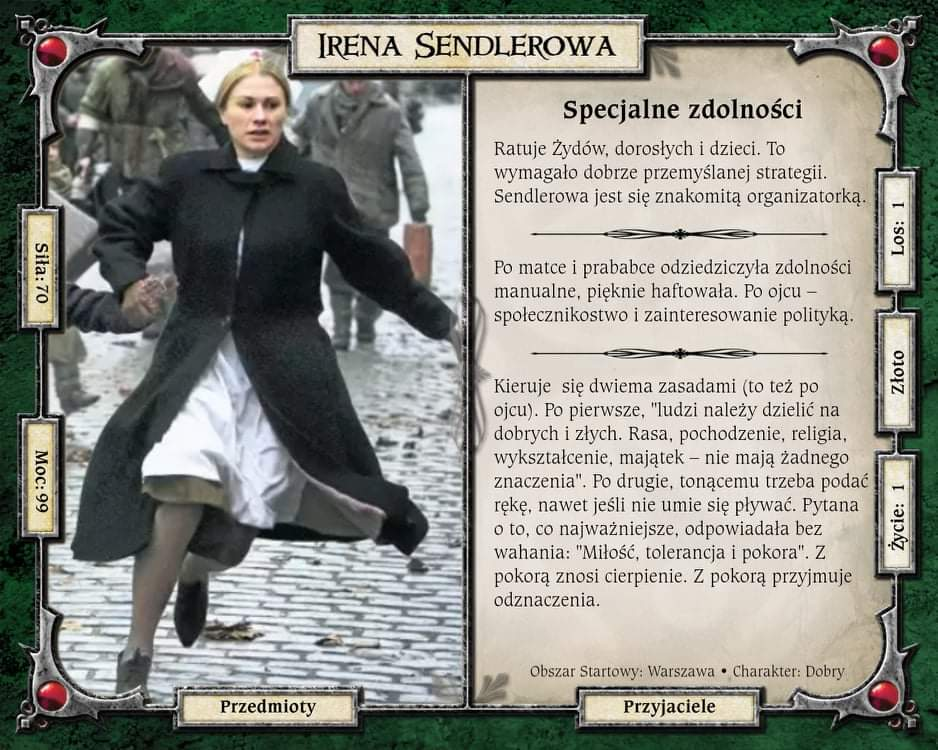 Irena Sendlerowa
Specjalne zdolności
Ratuje Żydów, dorosłych i dzieci. To
wymagało dobrze przemyślanej strategii.
Sendlerowa jest się znakomitą organizatorką.
Po matce i prababce odziedziczyła zdolności
manualne, pięknie haftowała. Po ojcu –
społecznikostwo i zainteresowanie polityką.
Kieruje się dwiema zasadami (to też po
ojcu). Po pierwsze, "ludzi należy dzielić na
dobrych i złych. Rasa, pochodzenie, religia,
wykształcenie, majątek – nie mają żadnego
znaczenia". Po drugie, tonącemu trzeba podać
rękę, nawet jeśli nie umie się pływać. Pytana
o to, co najważniejsze, odpowiadała bez
wahania: "Miłość, tolerancja i pokora". Z
pokorą znosi cierpienie. Z pokorą przyjmuje
odznaczenia.
Obszar Startowy: Warszawa • Charakter: Dobry
Siła: 70
Moc: 99
Los: 1
Złoto
Życie: 1
Przedmioty
Przyjaciele